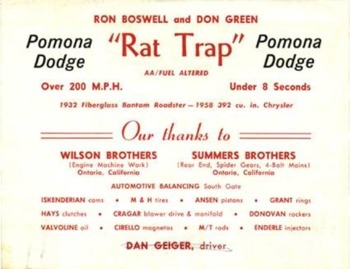 RON BOSWELL and DON GREEN
Pomona Dodge "Rat Trap" Pomona Dodge
AA/FUEL ALTERED
Over 200 M.P.H. Under 8 Seconds
1932 Fiberglass Bantam Roadster — 1958 392 cu. in. Chrysler
Our thanks to
WILSON BROTHERS SUMMERS BROTHERS
(Engine Machine Work) (Rear End, Spider Gears, 4-Bolt Mains)
Ontario, California Ontario, California
AUTOMOTIVE BALANCING South Gate
ISKENDERIAN cams • M & H tires • ANSEN pistons • GRANT rings
HAYS clutches • CRAGAR blower drive & manifold • DONOVAN rockers
VALVOLINE oil • CIRELLO magnetos • M/T rods • ENDERLE injectors
DAN GEIGER, driver